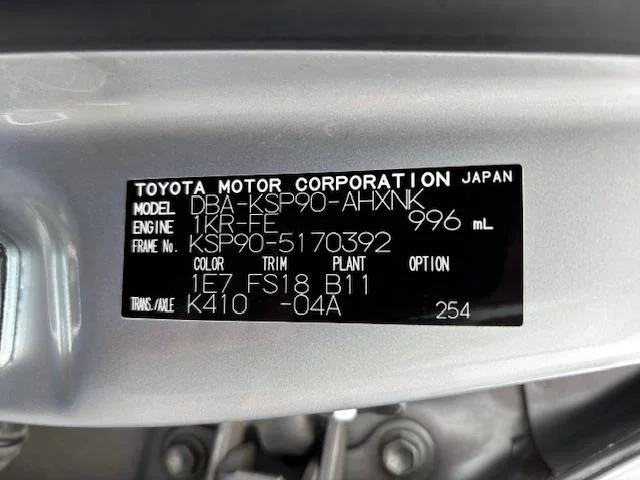 TOYOTA MOTOR CORPORATION JAPAN
MODEL DBA-KSP90-AHXNK
ENGINE 1KR-FE 996 mL
FRAME No. KSP90-5170392
COLOR TRIM PLANT OPTION
1E7 FS18 B11
TRANS./AXLE K410 -04A 254